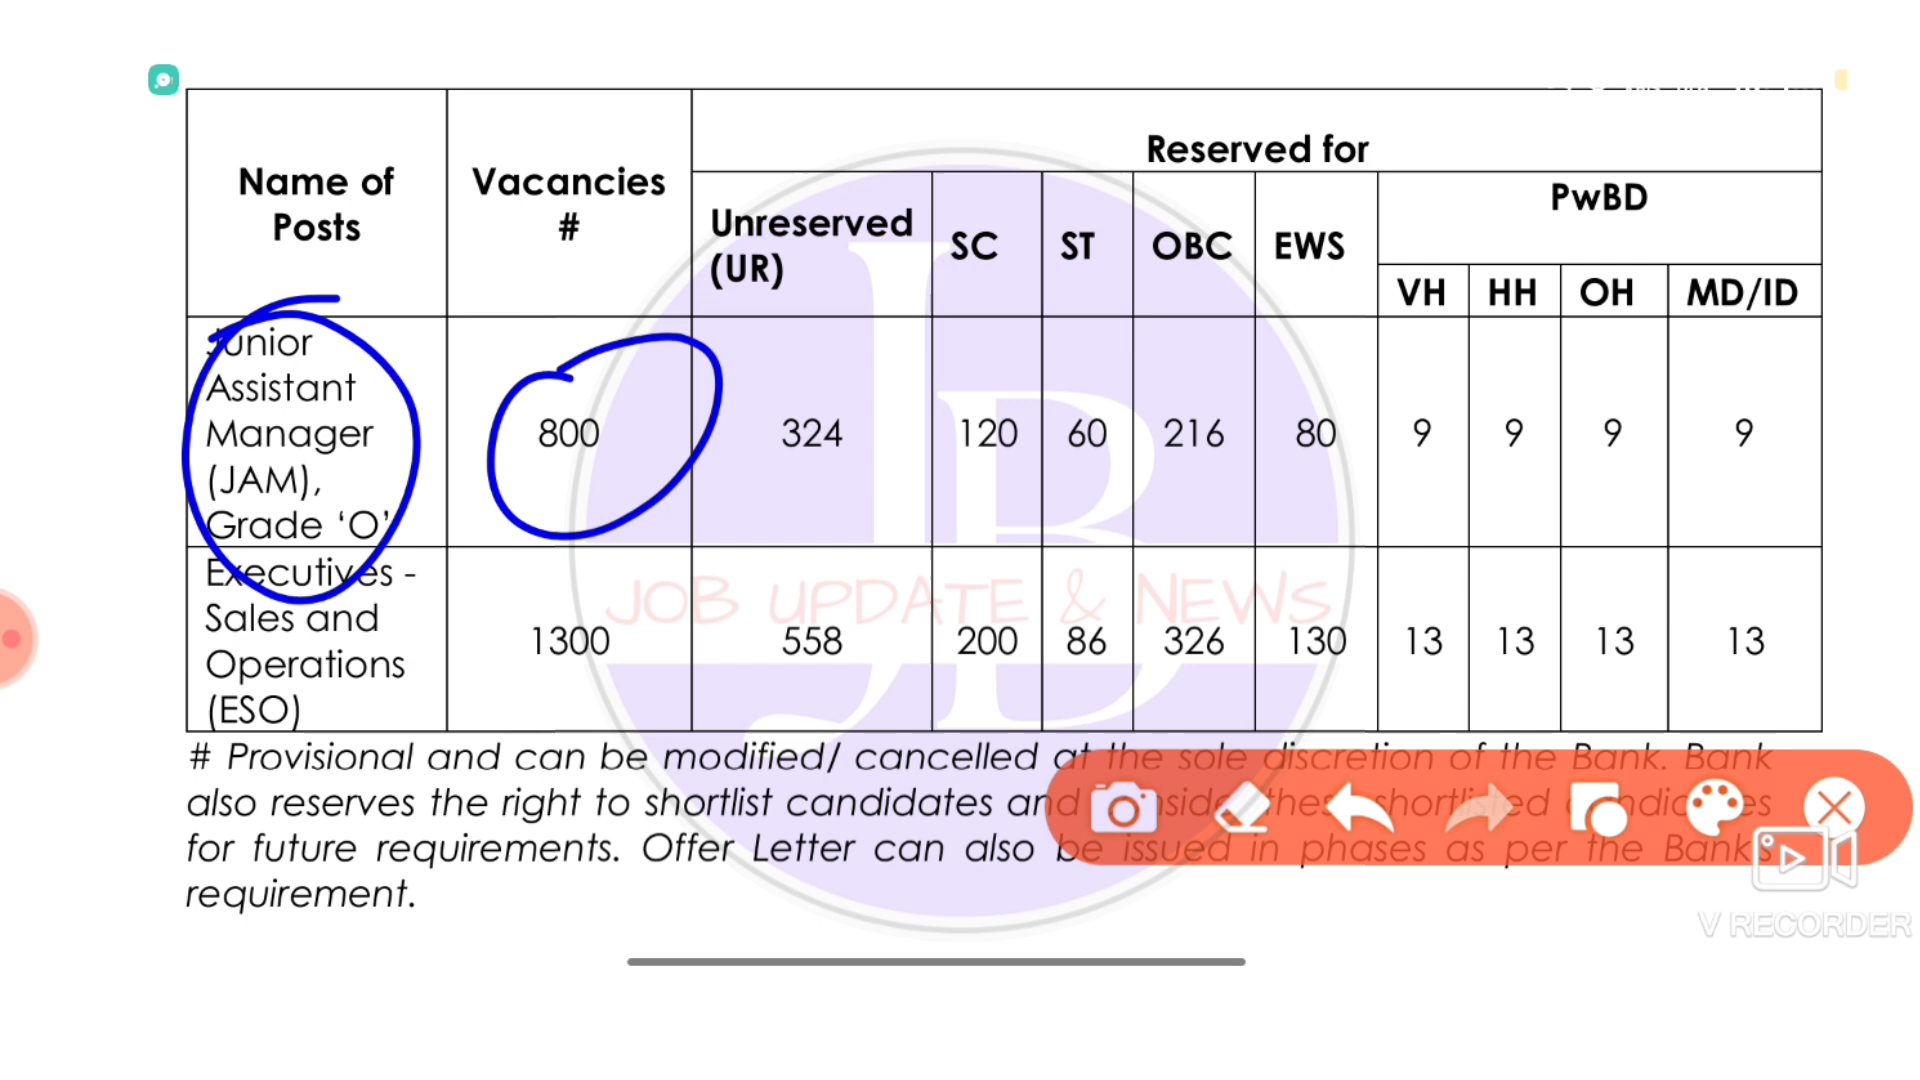 Reserved for
Name of
Posts
Vacancies
#
Unreserved
(UR)
SC
ST
OBC
EWS
PwBD
VH
HH
OH
MD/ID
Junior
Assistant
Manager
(JAM),
Grade ‘O’
800
324
120
60
216
80
9
9
9
9
Executives -
Sales and
Operations
(ESO)
1300
558
200
86
326
130
13
13
13
13
JOB UPDATE & NEWS
# Provisional and can be modified/ cancelled at the sole discretion of the Bank. Bank
also reserves the right to shortlist candidates and these shortlisted candidates
for future requirements. Offer Letter can also be issued in phases as per the Bank's
requirement.
V RECORDER